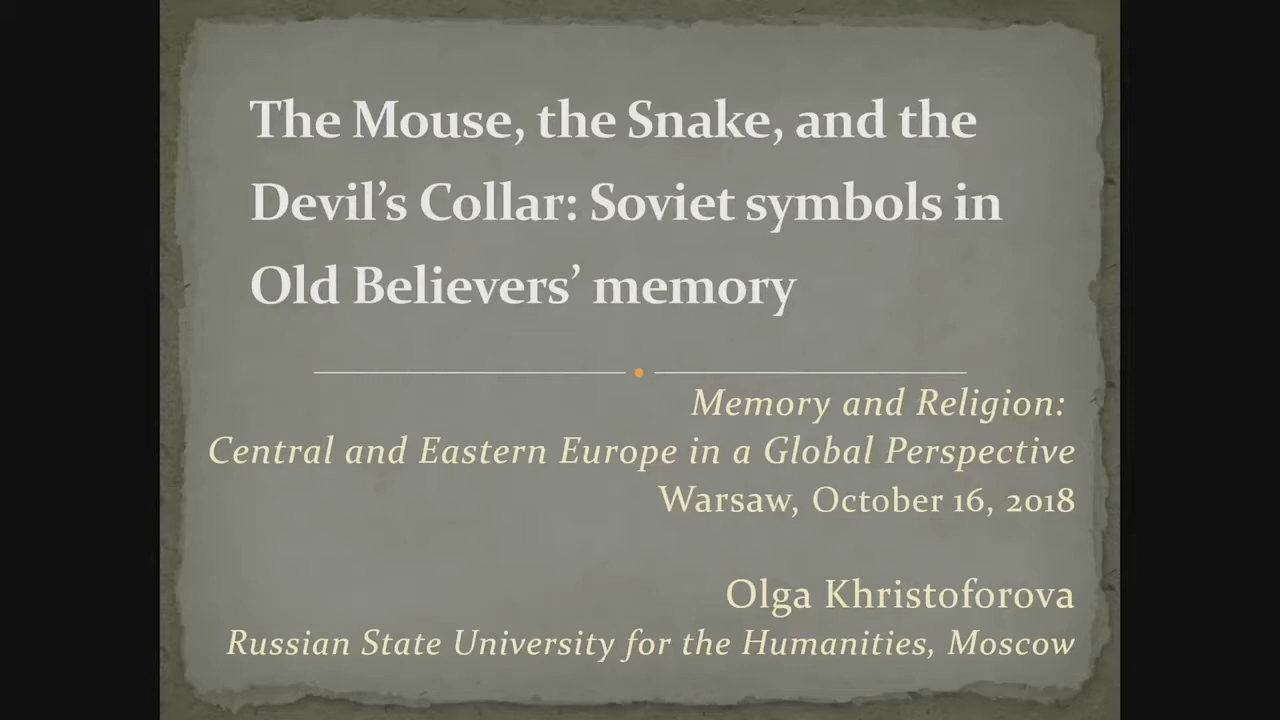 The Mouse, the Snake, and the
Devil’s Collar: Soviet symbols in
Old Believers’ memory
Memory and Religion:
Central and Eastern Europe in a Global Perspective
Warsaw, October 16, 2018
Olga Khristoforova
Russian State University for the Humanities, Moscow